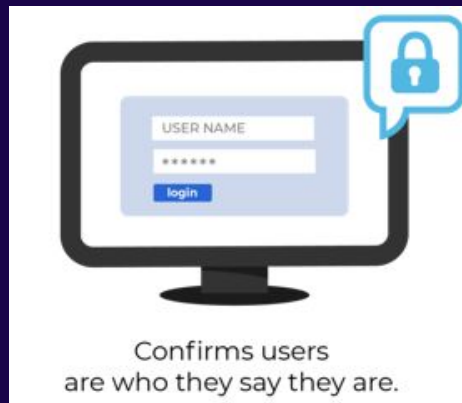 USER NAME
******
login
Confirms users
are who they say they are.